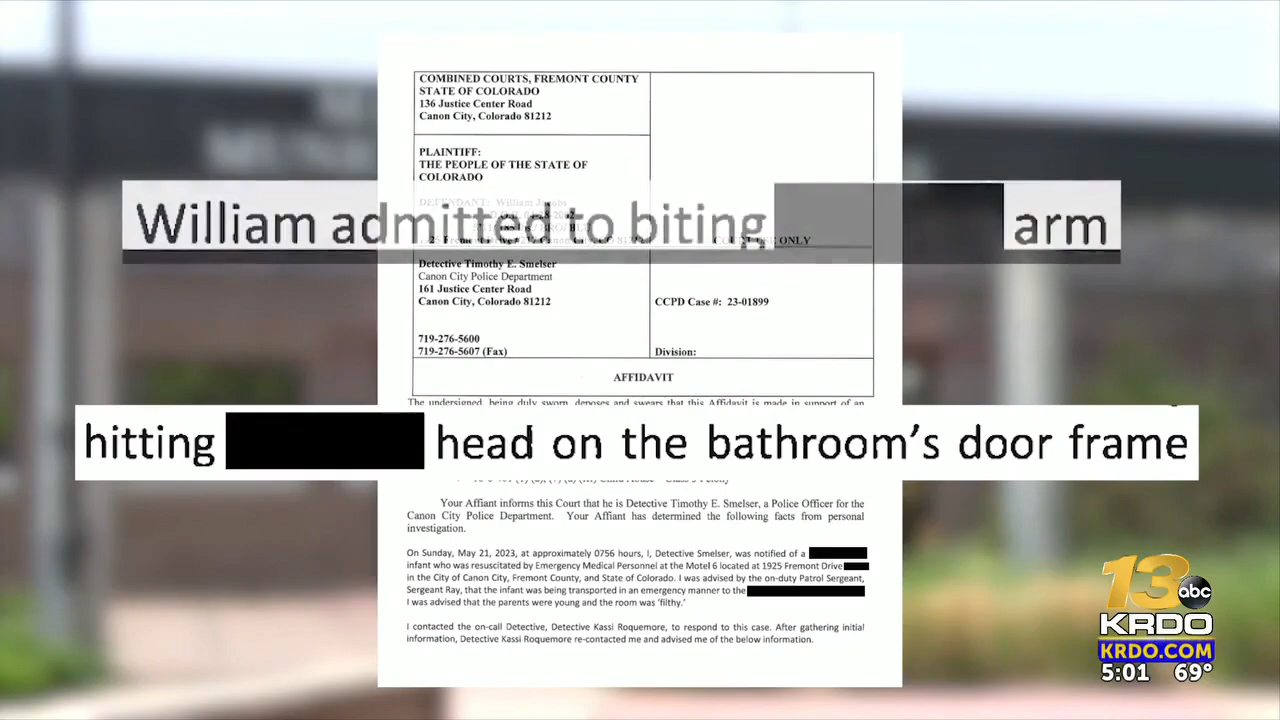 COMBINED COURTS, FREMONT COUNTY
STATE OF COLORADO
136 Justice Center Road
Canon City, Colorado 81212
PLAINTIFF:
THE PEOPLE OF THE STATE OF
COLORADO
DEFENDANT: William Jacobs
William admitted to biting arm
ONLY
Detective Timothy E. Smelser
Canon City Police Department
161 Justice Center Road
Canon City, Colorado 81212
CCPD Case #: 23-01899
719-276-5600
719-276-5607 (Fax)
Division:
AFFIDAVIT
The undersigned, being duly sworn, deposes and swears that this Affidavit is made in support of an
hitting head on the bathroom's door frame
Your Affiant informs this Court that he is Detective Timothy E. Smelser, a Police Officer for the
Canon City Police Department. Your Affiant has determined the following facts from personal
investigation.
On Sunday, May 21, 2023, at approximately 0756 hours, I, Detective Smelser, was notified of a
infant who was resuscitated by Emergency Medical Personnel at the Motel 6 located at 1925 Fremont Drive
in the City of Canon City, Fremont County, and State of Colorado. I was advised by the on-duty Patrol Sergeant,
Sergeant Ray, that the infant was being transported in an emergency manner to the
I was advised that the parents were young and the room was 'filthy.'
I contacted the on-call Detective, Detective Kassi Roquemore, to respond to this case. After gathering initial
information, Detective Kassi Roquemore re-contacted me and advised me of the below information.
13 abc
KRDO
KRDO.COM
5:01 69°